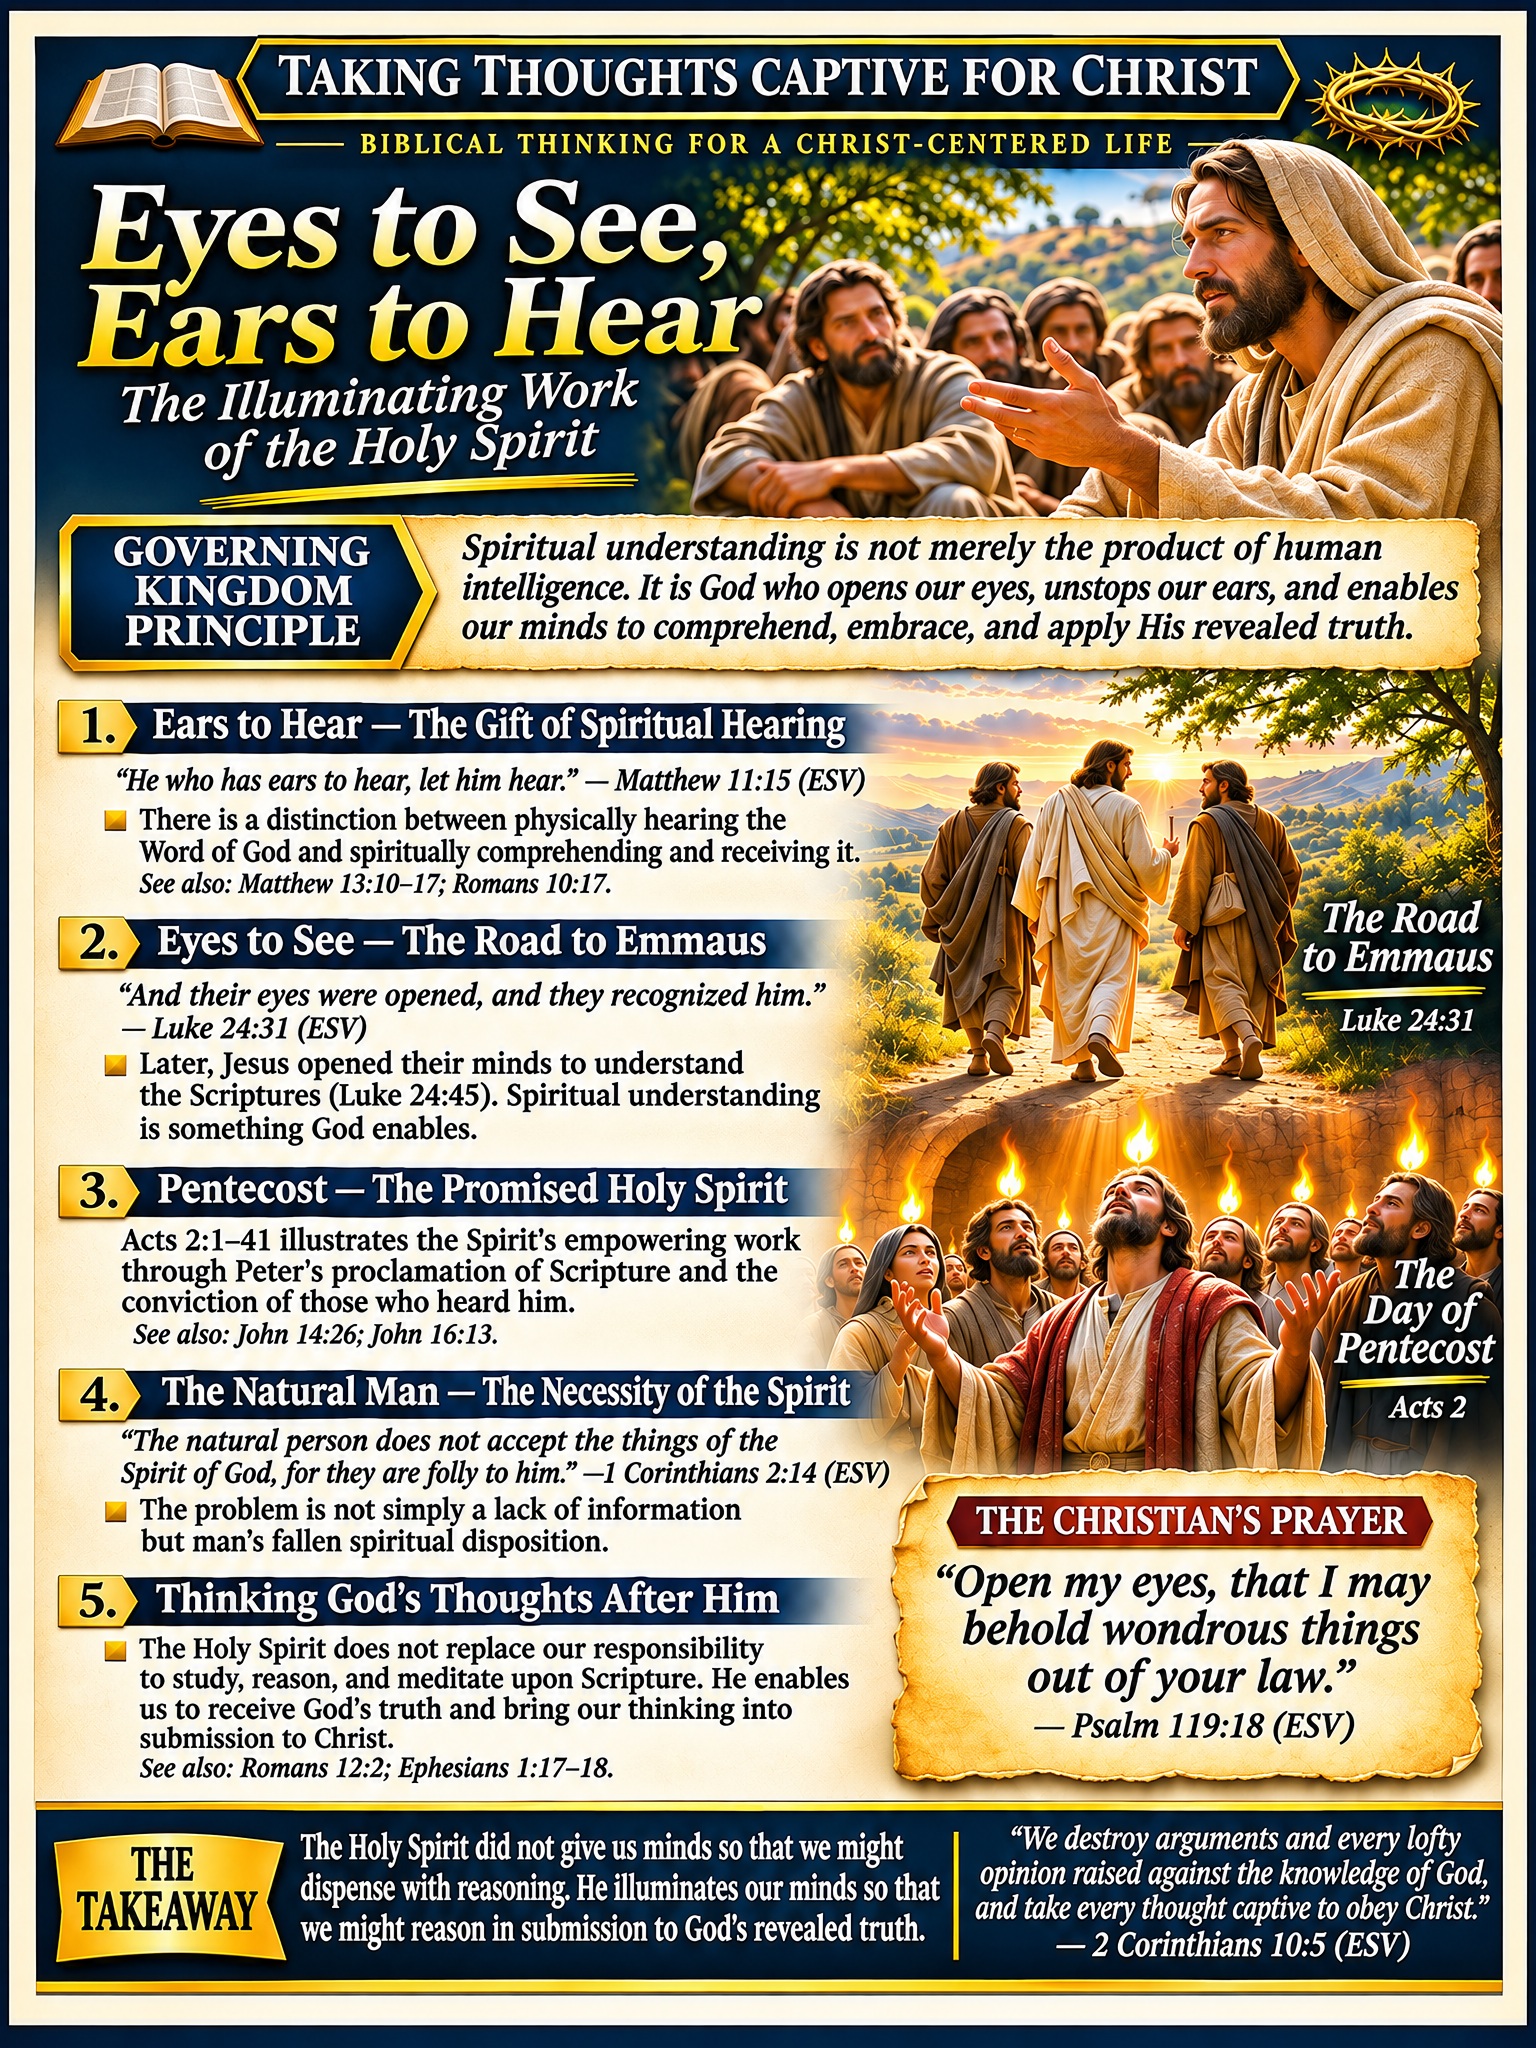 TAKING THOUGHTS CAPTIVE FOR CHRIST
BIBLICAL THINKING FOR A CHRIST-CENTERED LIFE
Eyes to See,
Ears to Hear
The Illuminating Work
of the Holy Spirit
GOVERNING
KINGDOM
PRINCIPLE
Spiritual understanding is not merely the product of human
intelligence. It is God who opens our eyes, unstops our ears, and enables
our minds to comprehend, embrace, and apply His revealed truth.
1. Ears to Hear — The Gift of Spiritual Hearing
“He who has ears to hear, let him hear.” — Matthew 11:15 (ESV)
There is a distinction between physically hearing the
Word of God and spiritually comprehending and receiving it.
See also: Matthew 13:10–17; Romans 10:17.
2. Eyes to See — The Road to Emmaus
“And their eyes were opened, and they recognized him.”
— Luke 24:31 (ESV)
Later, Jesus opened their minds to understand
the Scriptures (Luke 24:45). Spiritual understanding
is something God enables.
The Road
to Emmaus
Luke 24:31
3. Pentecost — The Promised Holy Spirit
Acts 2:1–41 illustrates the Spirit’s empowering work
through Peter’s proclamation of Scripture and the
conviction of those who heard him.
See also: John 14:26; John 16:13.
The
Day of
Pentecost
Acts 2
4. The Natural Man — The Necessity of the Spirit
“The natural person does not accept the things of the
Spirit of God, for they are folly to him.” —1 Corinthians 2:14 (ESV)
The problem is not simply a lack of information
but man’s fallen spiritual disposition.
5. Thinking God’s Thoughts After Him
The Holy Spirit does not replace our responsibility
to study, reason, and meditate upon Scripture. He enables
us to receive God’s truth and bring our thinking into
submission to Christ.
See also: Romans 12:2; Ephesians 1:17–18.
THE CHRISTIAN’S PRAYER
“Open my eyes, that I may
behold wondrous things
out of your law.”
— Psalm 119:18 (ESV)
THE
TAKEAWAY
The Holy Spirit did not give us minds so that we might
dispense with reasoning. He illuminates our minds so that
we might reason in submission to God’s revealed truth.
“We destroy arguments and every lofty
opinion raised against the knowledge of God,
and take every thought captive to obey Christ.”
— 2 Corinthians 10:5 (ESV)